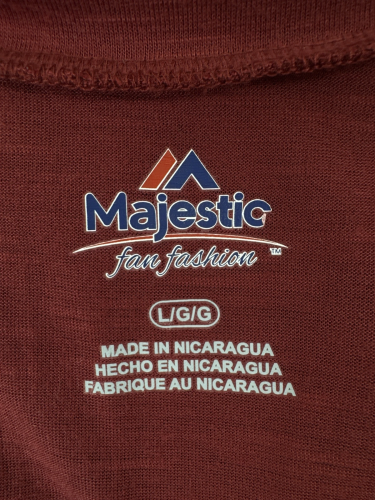 Majestic
fan fashion ™
L/G/G
MADE IN NICARAGUA
HECHO EN NICARAGUA
FABRIQUE AU NICARAGUA